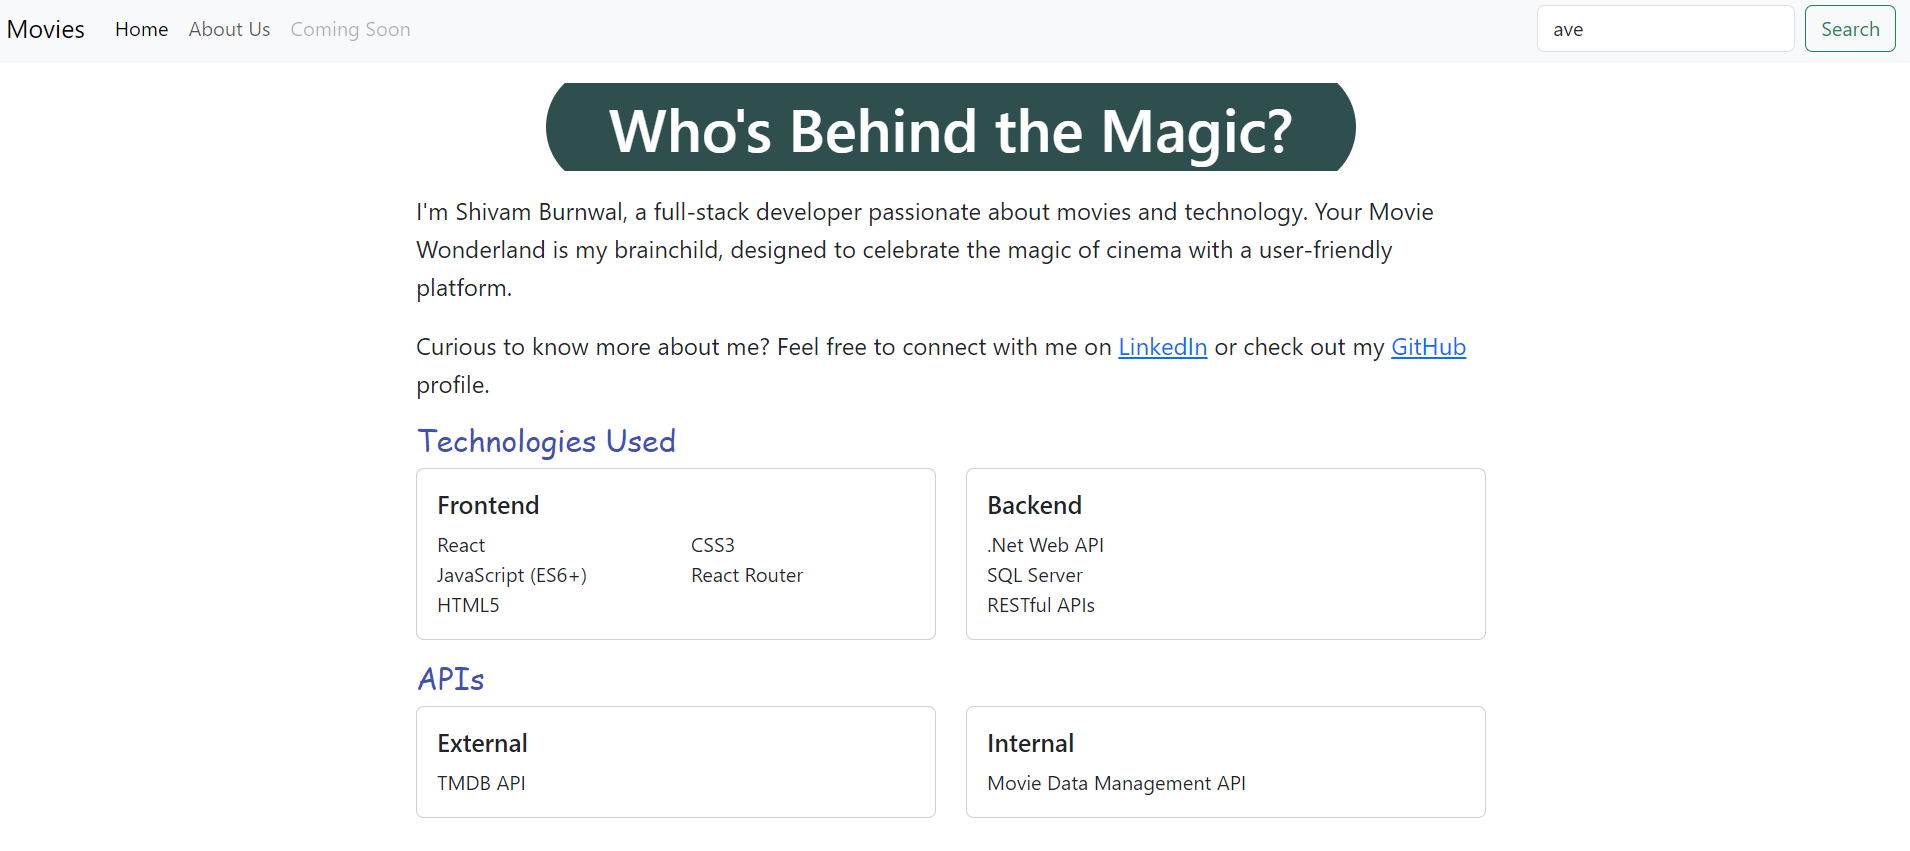 Movies Home About Us Coming Soon ave Search
Who's Behind the Magic?
I'm Shivam Burnwal, a full-stack developer passionate about movies and technology. Your Movie
Wonderland is my brainchild, designed to celebrate the magic of cinema with a user-friendly
platform.
Curious to know more about me? Feel free to connect with me on LinkedIn or check out my GitHub
profile.
Technologies Used
Frontend
React
JavaScript (ES6+)
HTML5
CSS3
React Router
Backend
.Net Web API
SQL Server
RESTful APIs
APIs
External
TMDB API
Internal
Movie Data Management API